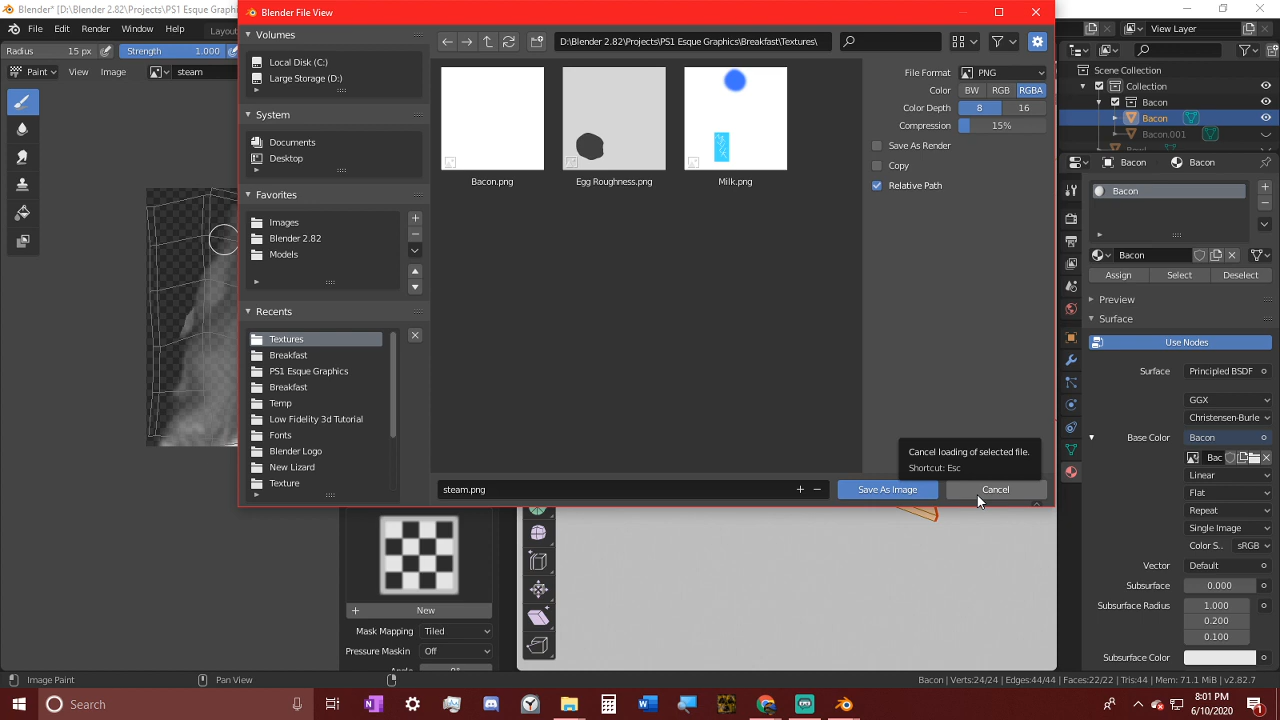 Blender* [D:\Blender 2.82\Projects\PS1 Esque Graphi
Blender File View
File Edit Render Window Help Layou
View Layer
Radius 15 px Strength 1.000
Paint View Image steam
Volumes
Local Disk (C:)
Large Storage (D:)
System
Documents
Desktop
Favorites
Images
Blender 2.82
Models
Recents
Textures
Breakfast
PS1 Esque Graphics
Breakfast
Temp
Low Fidelity 3d Tutorial
Fonts
Blender Logo
New Lizard
Texture
D:\Blender 2.82\Projects\PS1 Esque Graphics\Breakfast\Textures\
Bacon.png
Egg Roughness.png
Milk.png
File Format PNG
Color BW RGB RGBA
Color Depth 8 16
Compression 15%
Save As Render
Copy
Relative Path
Cancel loading of selected file.
Shortcut: Esc
steam.png
Save As Image
Cancel
Scene Collection
Collection
Bacon
Bacon
Bacon.001
Bacon Bacon
Bacon
Bacon
Assign Select Deselect
Preview
Surface
Use Nodes
Surface Principled BSDF
GGX
Christensen-Burle
Base Color Bacon
Bac
Linear
Flat
Repeat
Single Image
Color S.. sRGB
Vector Default
Subsurface 0.000
Subsurface Radius 1.000
0.200
0.100
Subsurface Color
New
Mask Mapping Tiled
Pressure Maskin Off
Angle 0°
Image Paint Pan View
Bacon | Verts:24/24 | Edges:44/44 | Faces:22/22 | Tris:44 | Mem: 71.1 MiB | v2.82.7
Search
8:01 PM
6/10/2020